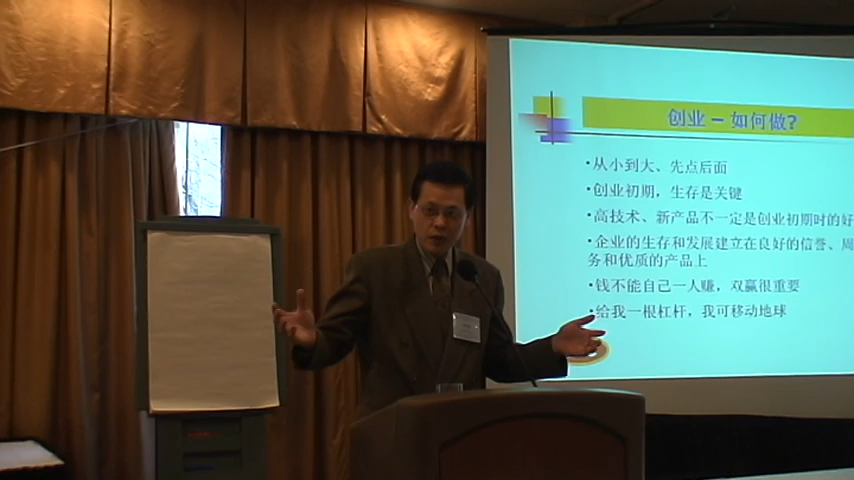 创业 – 如何做?
•从小到大、先点后面
•创业初期，生存是关键
•高技术、新产品不一定是创业初期时的好
•企业的生存和发展建立在良好的信誉、周
务和优质的产品上
•钱不能自己一人赚，双赢很重要
•给我一根杠杆，我可移动地球